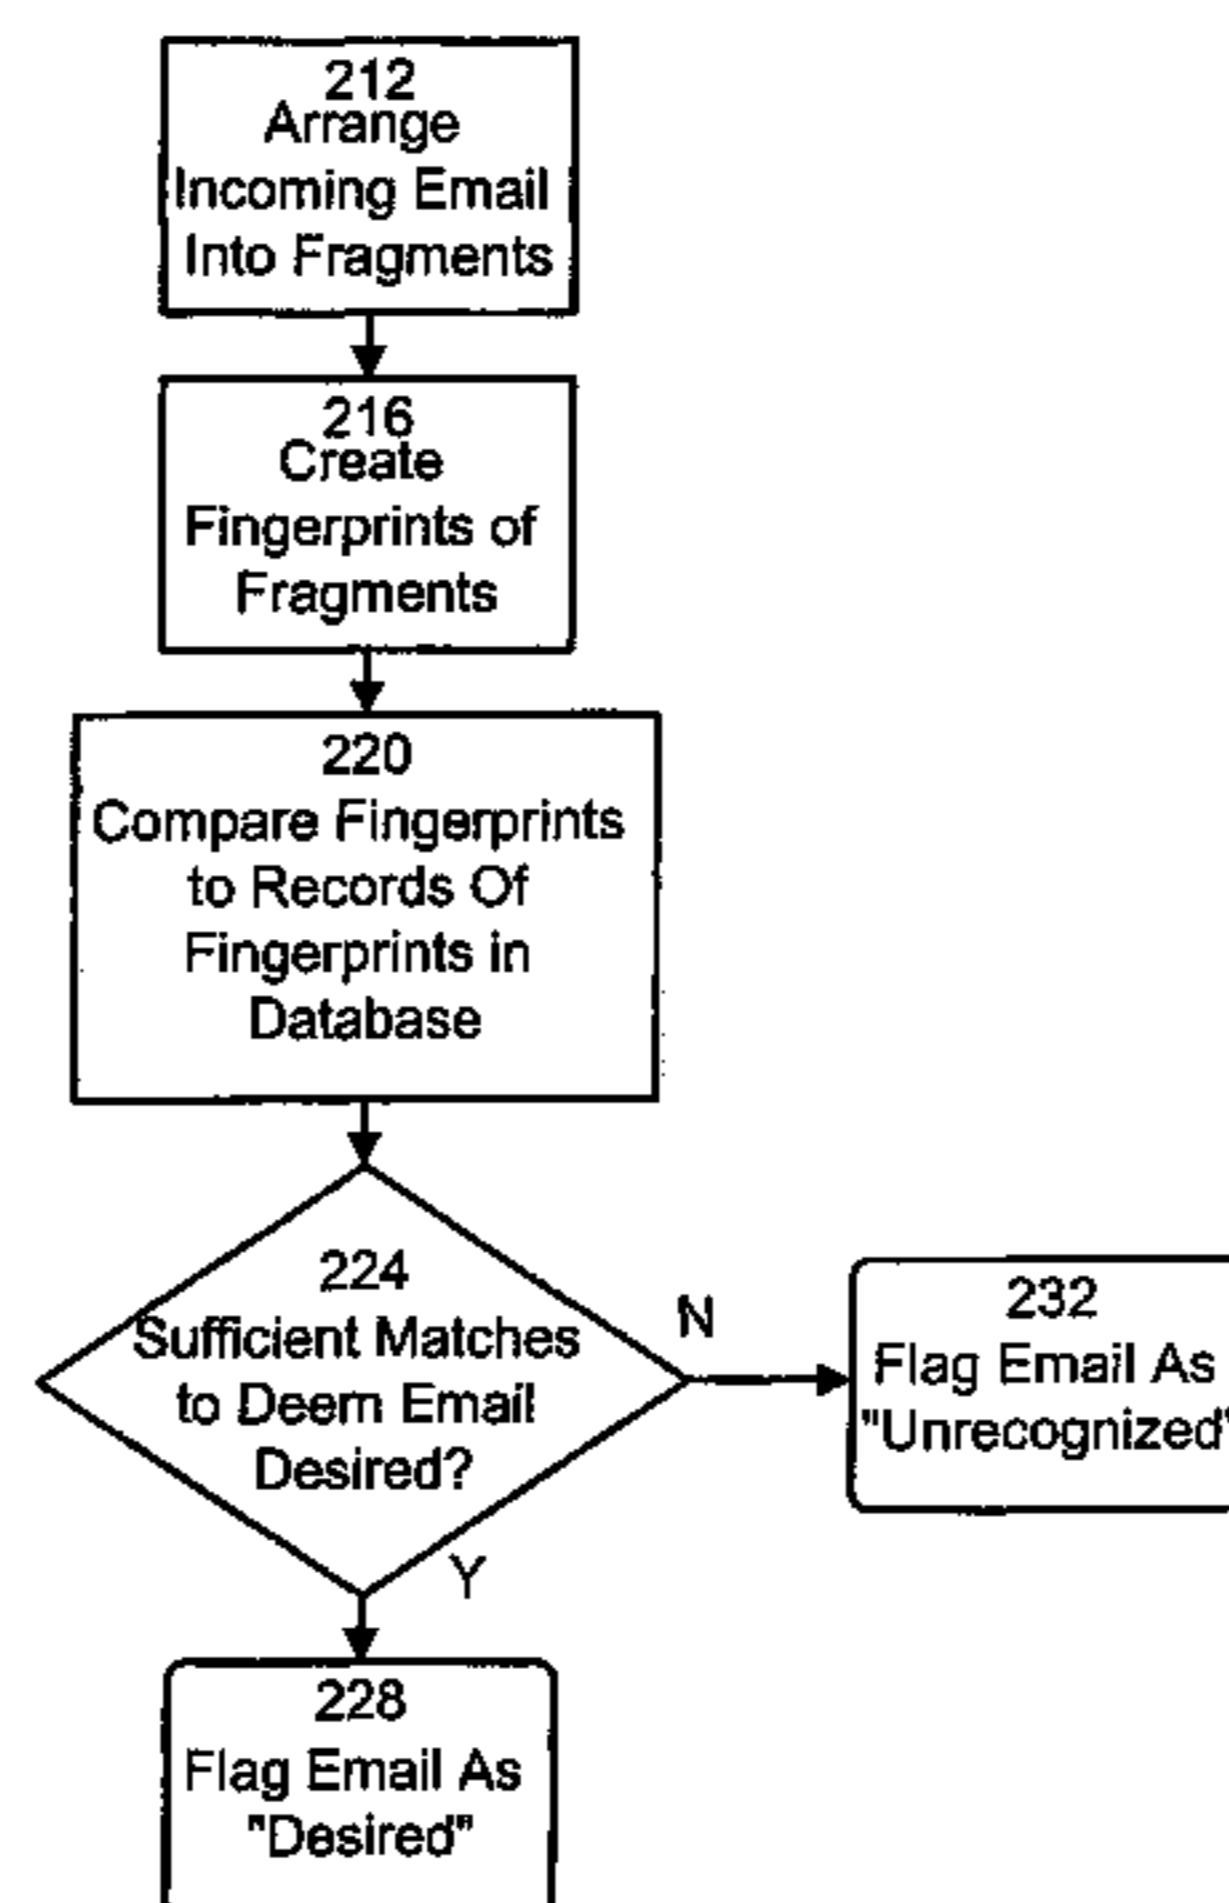 212
Arrange
Incoming Email
Into Fragments
216
Create
Fingerprints of
Fragments
220
Compare Fingerprints
to Records Of
Fingerprints in
Database
224
Sufficient Matches
to Deem Email
Desired?
N
232
Flag Email As
"Unrecognized"
Y
228
Flag Email As
"Desired"